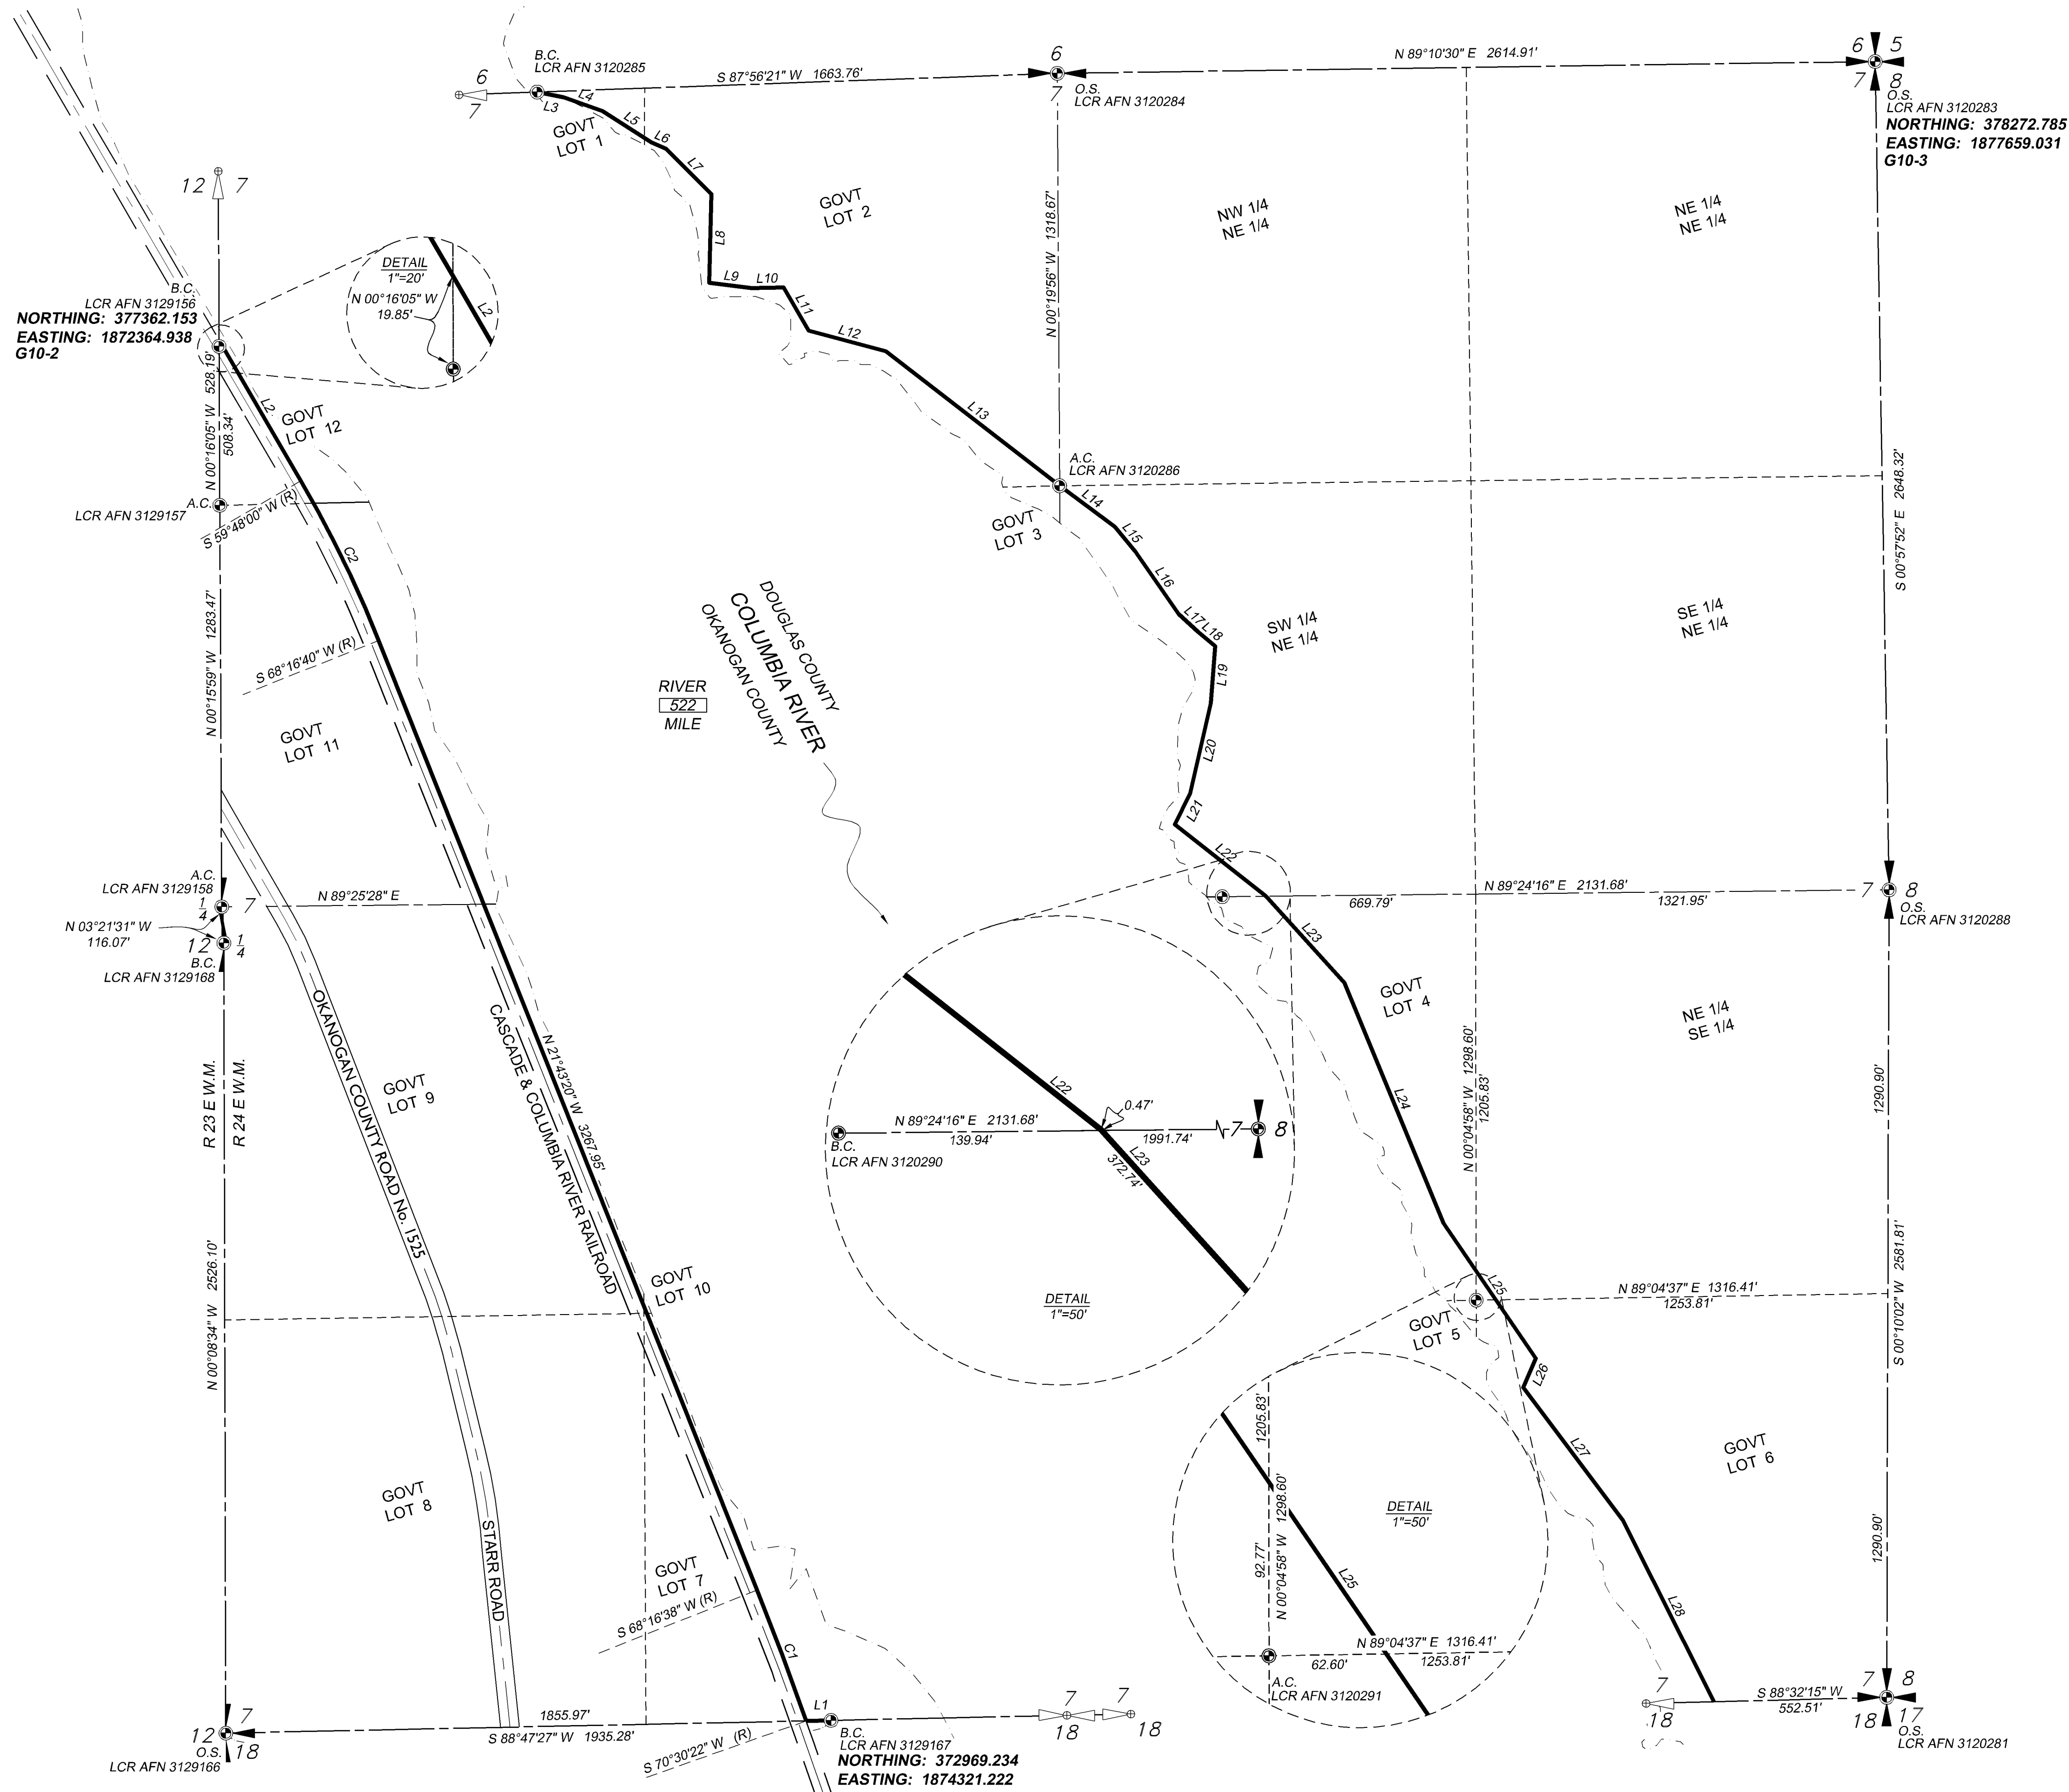 B.C.
LCR AFN 3120285
6
7
S 87°56'21" W 1663.76'
6
7
O.S.
LCR AFN 3120284
N 89°10'30" E 2614.91'
6 5
7 8
O.S.
LCR AFN 3120283
NORTHING: 378272.785
EASTING: 1877659.031
G10-3
L3
L4
L5
L6
L7
L8
L9
L10
L11
L12
L13
GOVT
LOT 1
GOVT
LOT 2
NW 1/4
NE 1/4
NE 1/4
NE 1/4
N 00°19'56" W 1318.67'
12 7
B.C.
LCR AFN 3129156
NORTHING: 377362.153
EASTING: 1872364.938
G10-2
DETAIL
1"=20'
N 00°16'05" W
19.85'
L2
N 00°16'05" W 528.19'
508.34'
L2
GOVT
LOT 12
A.C.
LCR AFN 3129157
S 59°48'00" W (R)
C2
A.C.
LCR AFN 3120286
L14
L15
L16
L17
L18
L19
L20
L21
L22
L23
GOVT
LOT 3
SW 1/4
NE 1/4
SE 1/4
NE 1/4
S 00°57'52" E 2648.32'
N 00°15'59" W 1283.47'
S 68°16'40" W (R)
GOVT
LOT 11
RIVER
522
MILE
DOUGLAS COUNTY
COLUMBIA RIVER
OKANOGAN COUNTY
A.C.
LCR AFN 3129158
1
4
7
N 89°25'28" E
N 03°21'31" W
116.07'
12
1
4
B.C.
LCR AFN 3129168
N 89°24'16" E 2131.68'
669.79'
1321.95'
7 8
O.S.
LCR AFN 3120288
GOVT
LOT 4
NE 1/4
SE 1/4
R 23 E W.M.
R 24 E W.M.
OKANOGAN COUNTY ROAD No. 1525
GOVT
LOT 9
CASCADE & COLUMBIA RIVER RAILROAD
N 21°43'20" W 3267.95'
L22
0.47'
N 89°24'16" E 2131.68'
139.94'
1991.74'
7 8
B.C.
LCR AFN 3120290
L23
372.74'
DETAIL
1"=50'
L24
N 00°04'58" W 1298.60'
1205.83'
1290.90'
GOVT
LOT 10
L25
N 89°04'37" E 1316.41'
1253.81'
GOVT
LOT 5
L26
L27
L28
S 00°10'02" W 2581.81'
N 00°08'34" W 2526.10'
GOVT
LOT 8
STARR ROAD
GOVT
LOT 7
S 68°16'38" W (R)
C1
1205.83'
92.77'
N 00°04'58" W 1298.60'
DETAIL
1"=50'
L25
N 89°04'37" E 1316.41'
62.60'
1253.81'
A.C.
LCR AFN 3120291
GOVT
LOT 6
1290.90'
7
18
S 88°32'15" W
552.51'
7 8
18 17
O.S.
LCR AFN 3120281
7
12
18
O.S.
LCR AFN 3129166
1855.97'
S 88°47'27" W 1935.28'
L1
7
18
7
18
S 70°30'22" W (R)
B.C.
LCR AFN 3129167
NORTHING: 372969.234
EASTING: 1874321.222